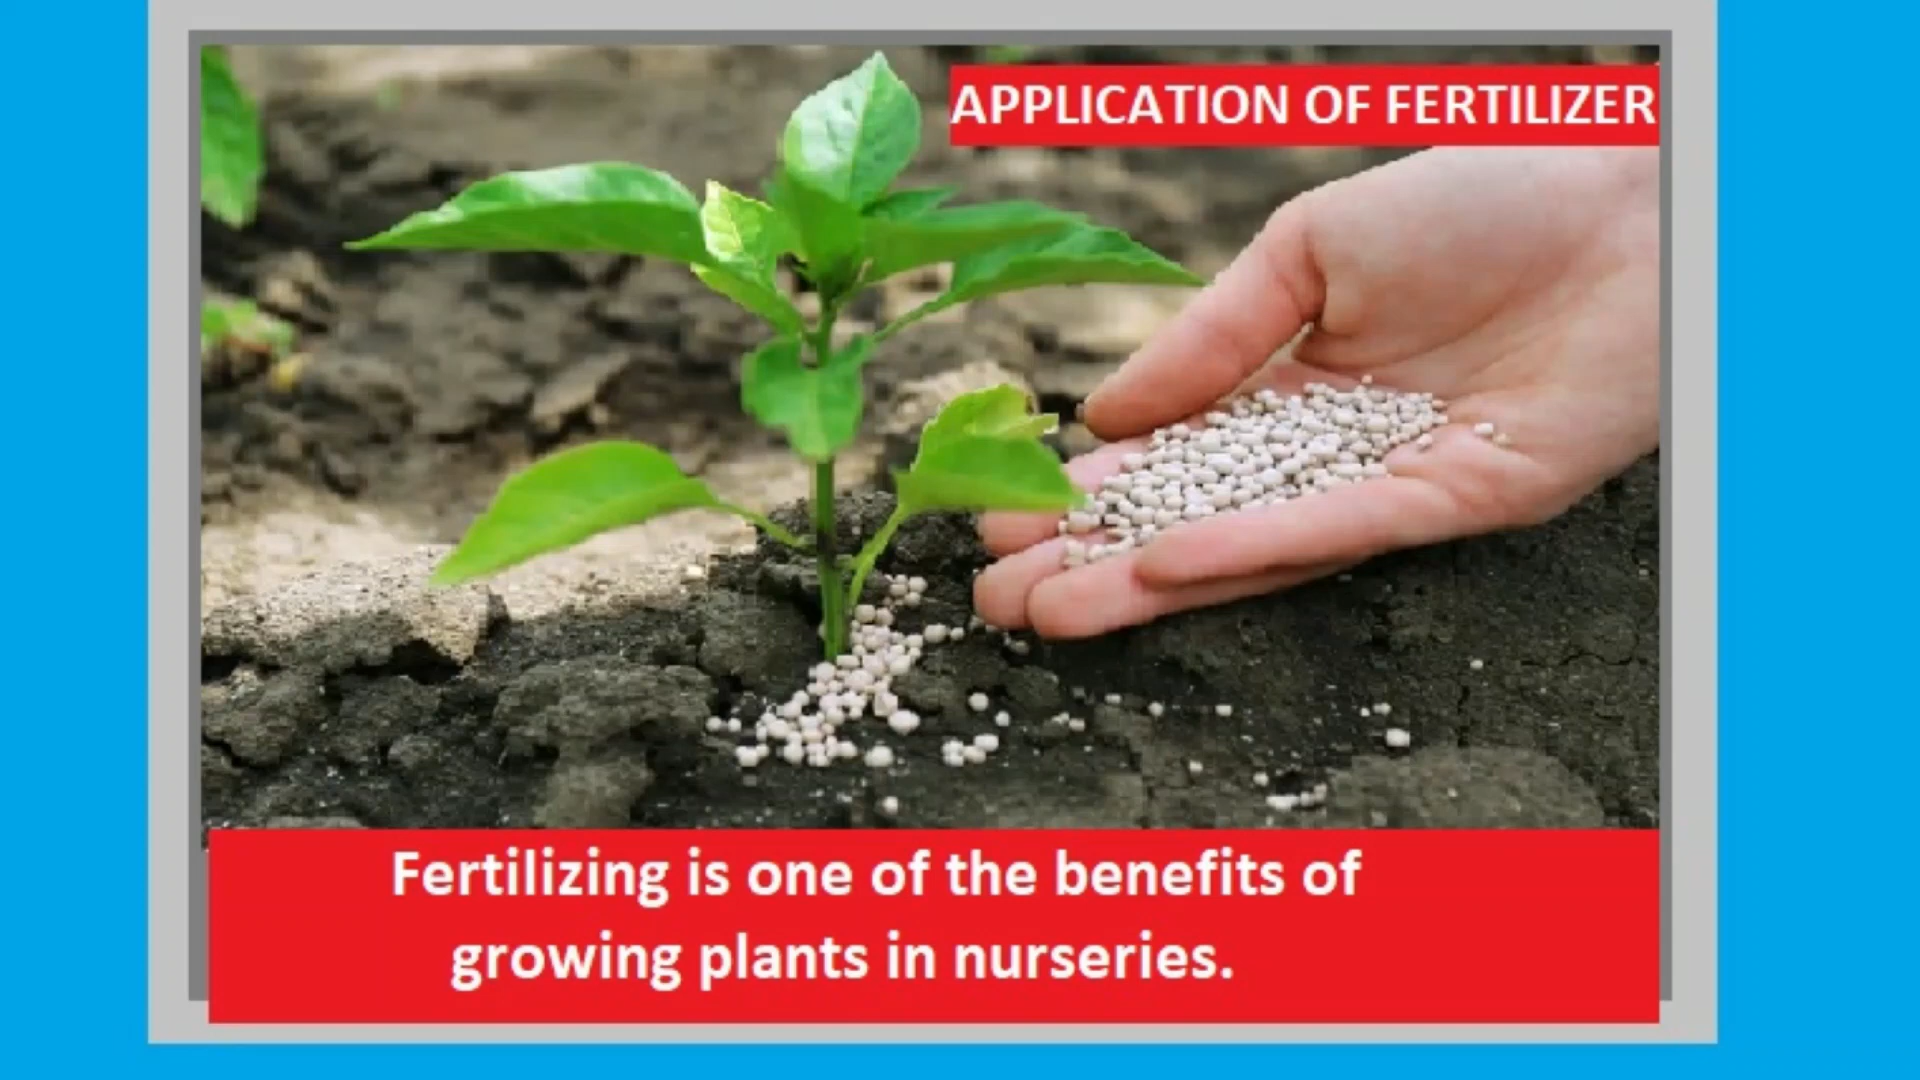 APPLICATION OF FERTILIZER
Fertilizing is one of the benefits of
growing plants in nurseries.